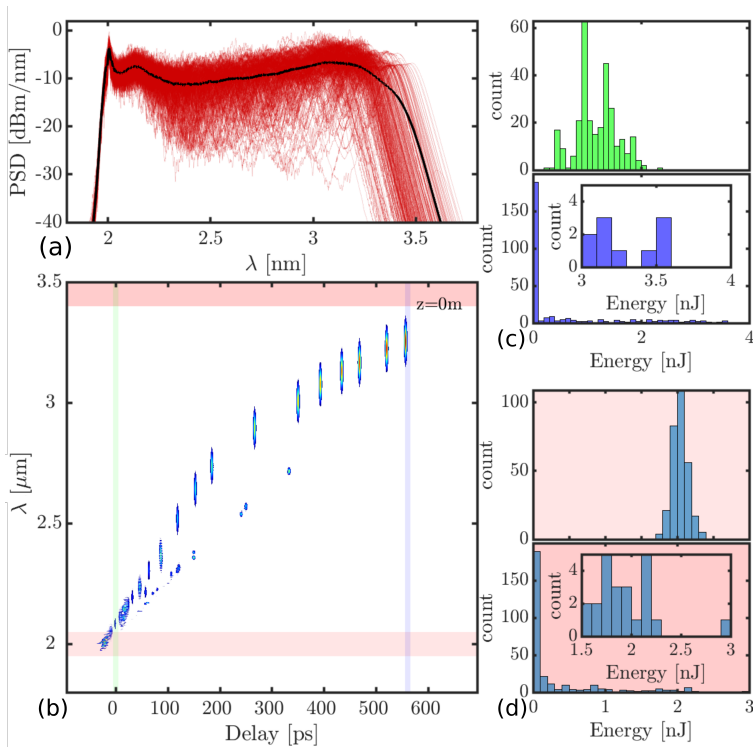 0
-10
-20
-30
-40
PSD [dBm/nm]
2
2.5
3
3.5
λ [nm]
(a)
60
40
20
0
count
150
100
50
0
count
4
2
0
count
3
3.5
4
Energy [nJ]
0
2
4
Energy [nJ]
(c)
3.5
3
2.5
2
λ [μm]
z=0m
0
100
200
300
400
500
600
Delay [ps]
(b)
100
50
0
count
150
100
50
0
count
4
2
0
count
1.5
2
2.5
3
Energy [nJ]
0
1
2
3
Energy [nJ]
(d)